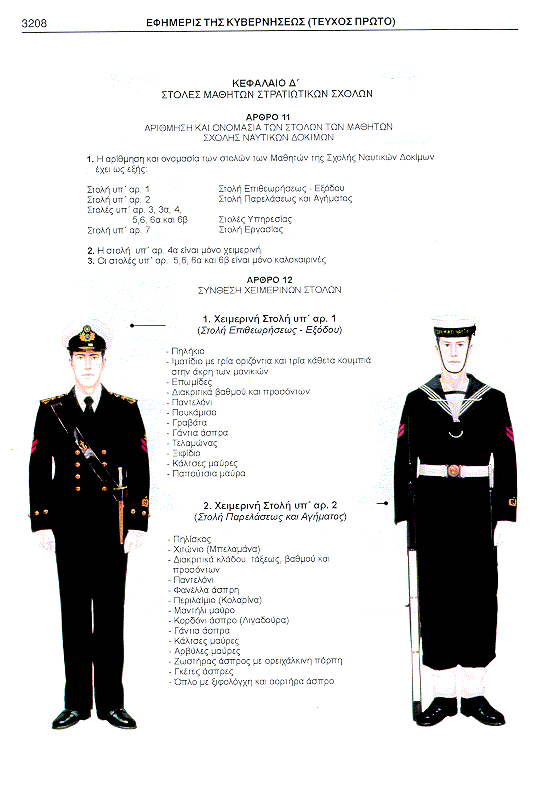 3208
ΕΦΗΜΕΡΙΣ ΤΗΣ ΚΥΒΕΡΝΗΣΕΩΣ (ΤΕΥΧΟΣ ΠΡΩΤΟ)
ΚΕΦΑΛΑΙΟ Δ΄
ΣΤΟΛΕΣ ΜΑΘΗΤΩΝ ΣΤΡΑΤΙΩΤΙΚΩΝ ΣΧΟΛΩΝ
ΑΡΘΡΟ 11
ΑΡΙΘΜΗΣΗ ΚΑΙ ΟΝΟΜΑΣΙΑ ΤΩΝ ΣΤΟΛΩΝ ΤΩΝ ΜΑΘΗΤΩΝ
ΣΧΟΛΗΣ ΝΑΥΤΙΚΩΝ ΔΟΚΙΜΩΝ
1. Η αρίθμηση και ονομασία των στολών των Μαθητών της Σχολής Ναυτικών Δοκίμων
έχει ως εξής:
Στολή υπ΄ αρ. 1 Στολή Επιθεωρήσεως - Εξόδου
Στολή υπ΄ αρ. 2 Στολή Παρελάσεως και Αγήματος
Στολές υπ΄ αρ. 3, 3α, 4,
5,6, 6α και 6β Στολές Υπηρεσίας
Στολή υπ΄ αρ. 7 Στολή Εργασίας
2. Η στολή υπ΄ αρ. 4α είναι μόνο χειμερινή
3. Οι στολές υπ΄ αρ. 5,6, 6α και 6β είναι μόνο καλοκαιρινές
ΑΡΘΡΟ 12
ΣΥΝΘΕΣΗ ΧΕΙΜΕΡΙΝΩΝ ΣΤΟΛΩΝ
1. Χειμερινή Στολή υπ΄ αρ. 1
(Στολή Επιθεωρήσεως - Εξόδου)
- Πηλήκιο
- Ιματίδιο με τρία οριζόντια και τρία κάθετα κουμπιά
στην άκρη των μανικιών
- Επωμίδες
- Διακριτικά βαθμού και προσόντων
- Παντελόνι
- Πουκάμισο
- Γραβάτα
- Γάντια άσπρα
- Τελαμώνας
- Ξιφίδιο
- Κάλτσες μαύρες
- Παπούτσια μαύρα
2. Χειμερινή Στολή υπ΄ αρ. 2
(Στολή Παρελάσεως και Αγήματος)
- Πηλίσκος
- Χιτώνιο (Μπελαμάνα)
- Διακριτικά κλάδου, τάξεως, βαθμού και
προσόντων
- Παντελόνι
- Φανέλλα άσπρη
- Περιλαίμιο (Κολαρίνα)
- Μαντήλι μαύρο
- Κορδόνι άσπρο (Λιγαδούρα)
- Γάντια άσπρα
- Κάλτσες μαύρες
- Αρβύλες μαύρες
- Ζωστήρας άσπρος με ορειχάλκινη πόρπη
- Γκέτες άσπρες
- Όπλο με ξιφολόγχη και αορτήρα άσπρο